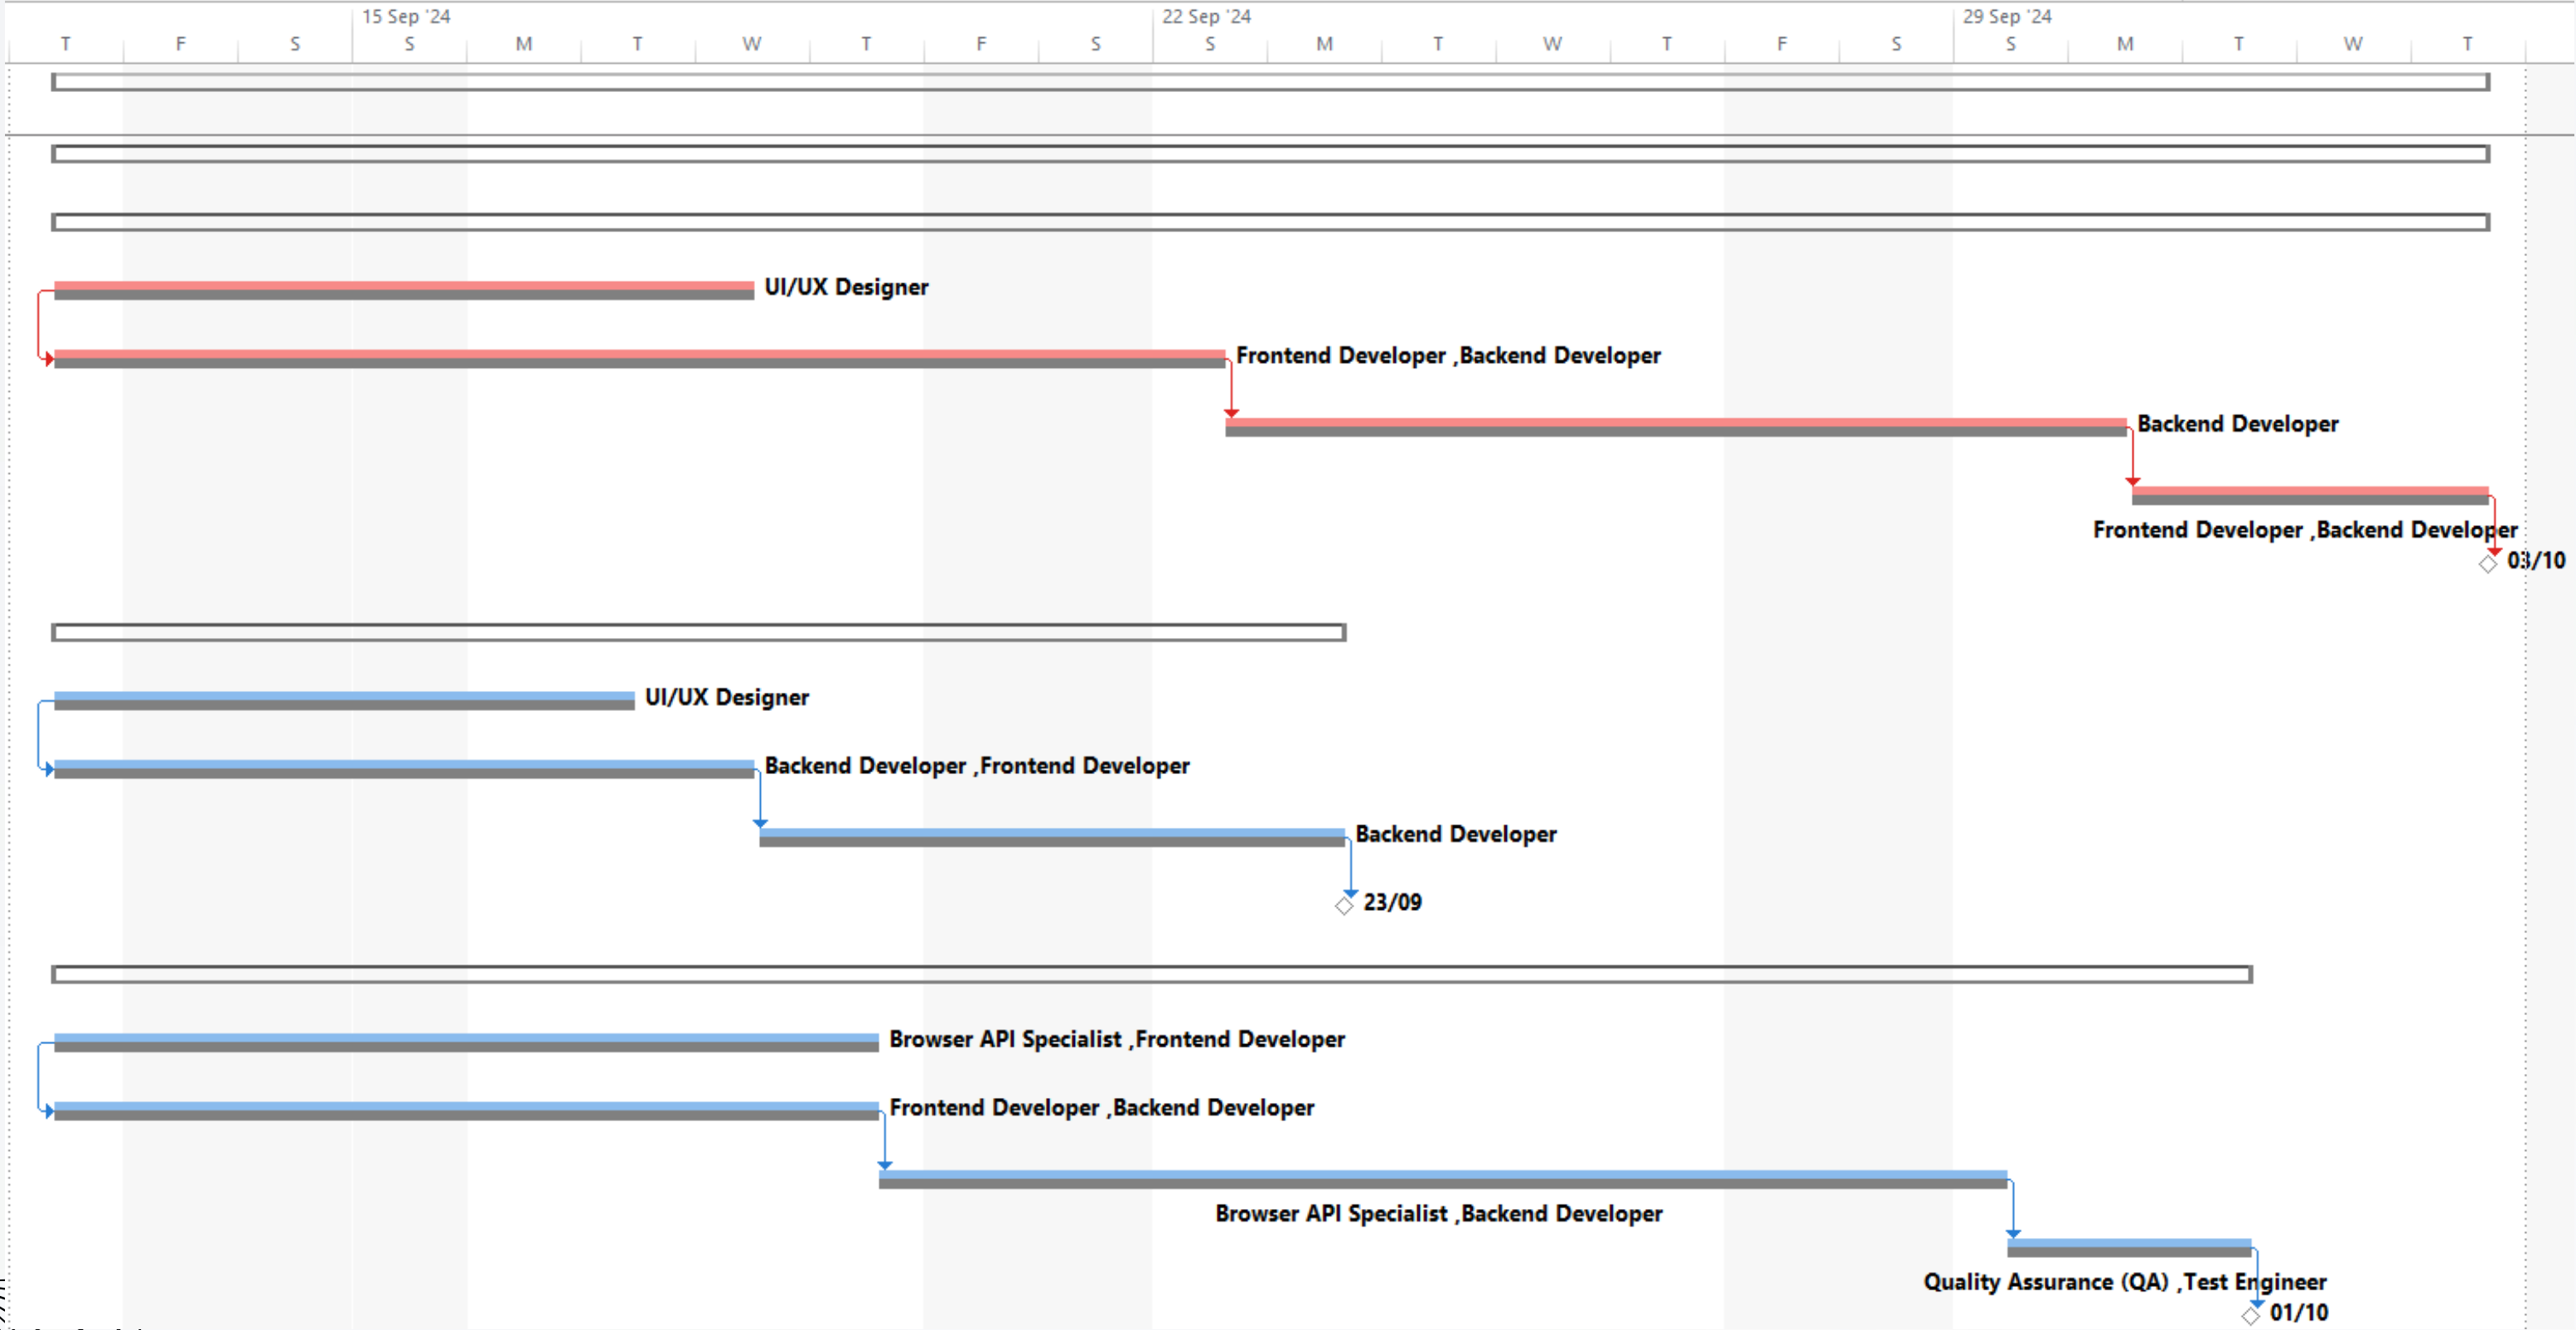 15 Sep '24 22 Sep '24 29 Sep '24
T F S S M T W T F S S M T W T F S S M T W T
UI/UX Designer
Frontend Developer ,Backend Developer
Backend Developer
Frontend Developer ,Backend Developer
03/10
UI/UX Designer
Backend Developer ,Frontend Developer
Backend Developer
23/09
Browser API Specialist ,Frontend Developer
Frontend Developer ,Backend Developer
Browser API Specialist ,Backend Developer
Quality Assurance (QA) ,Test Engineer
01/10